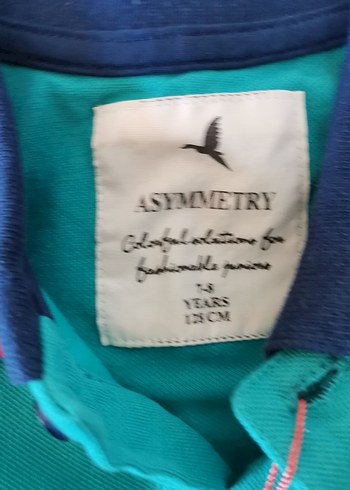 ASYMMETRY
Colorful solutions for
fashionable juniors
7-8
YEARS
128 CM